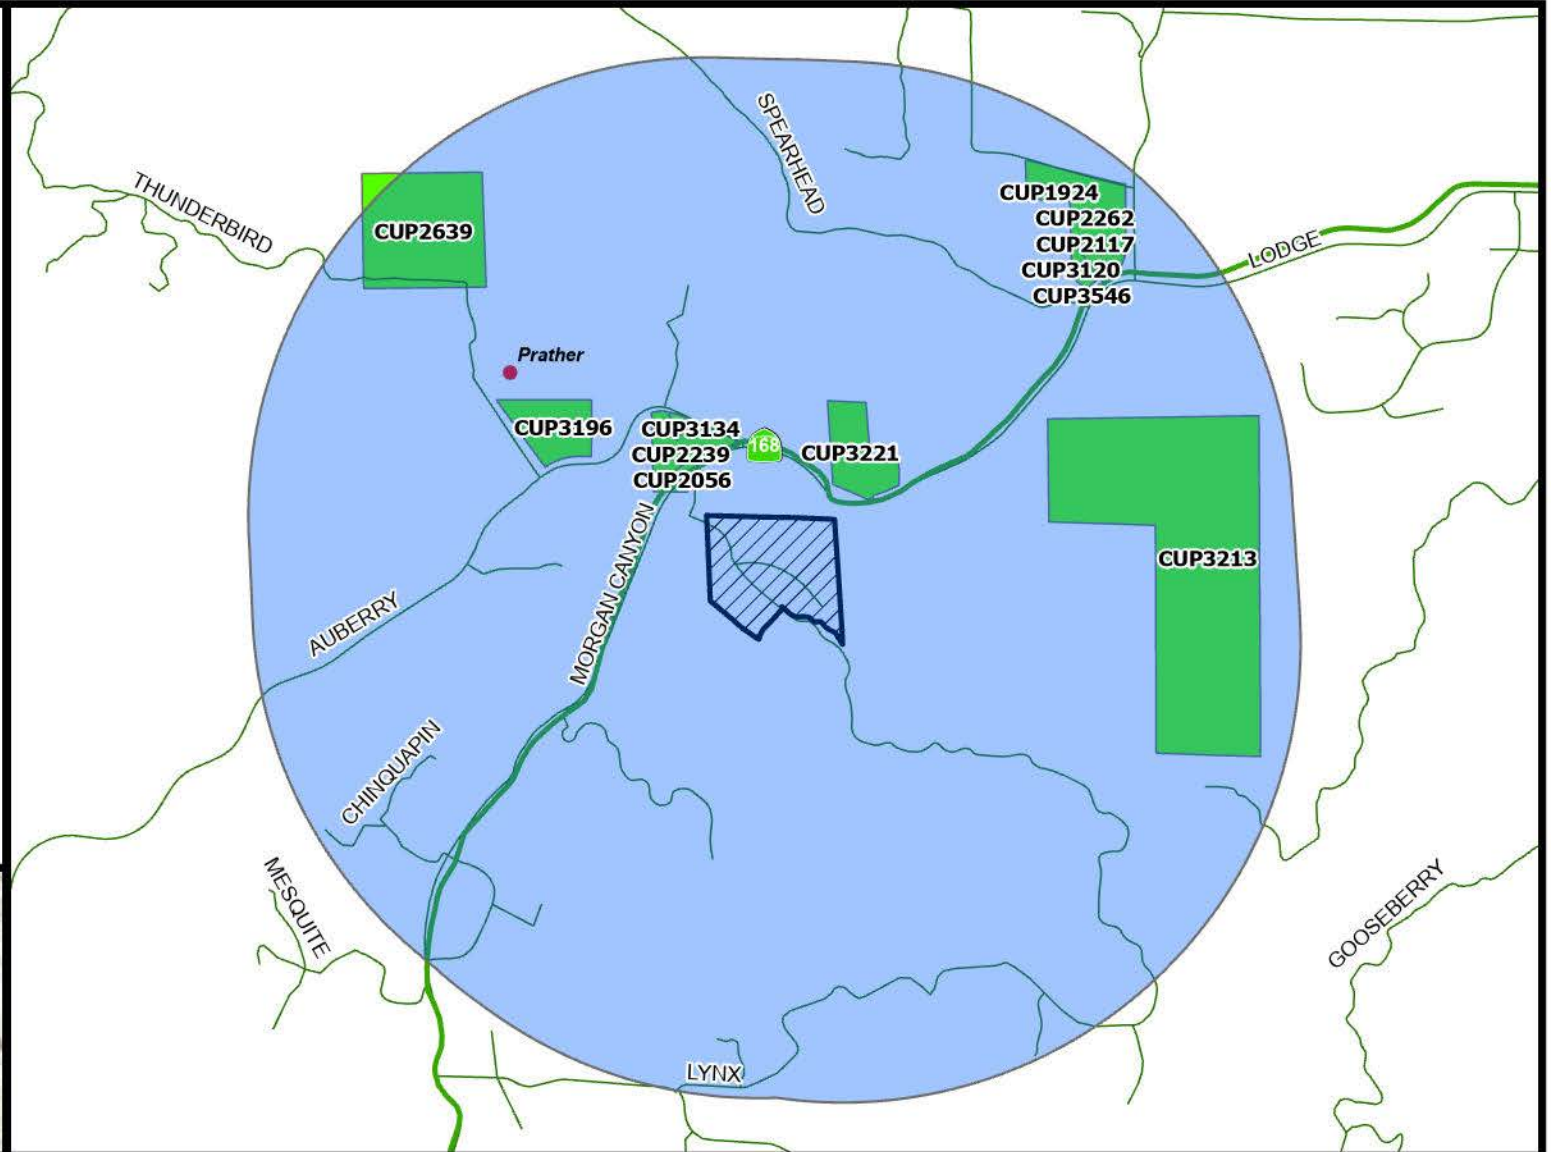 SPEARHEAD
THUNDERBIRD
CUP1924
CUP2639
CUP2262
CUP2117
LODGE
CUP3120
CUP3546
Prather
CUP3196
CUP3134
168
CUP3221
CUP2239
CUP2056
MORGAN CANYON
CUP3213
AUBERRY
CHINQUAPIN
MESQUITE
GOOSEBERRY
LYNX